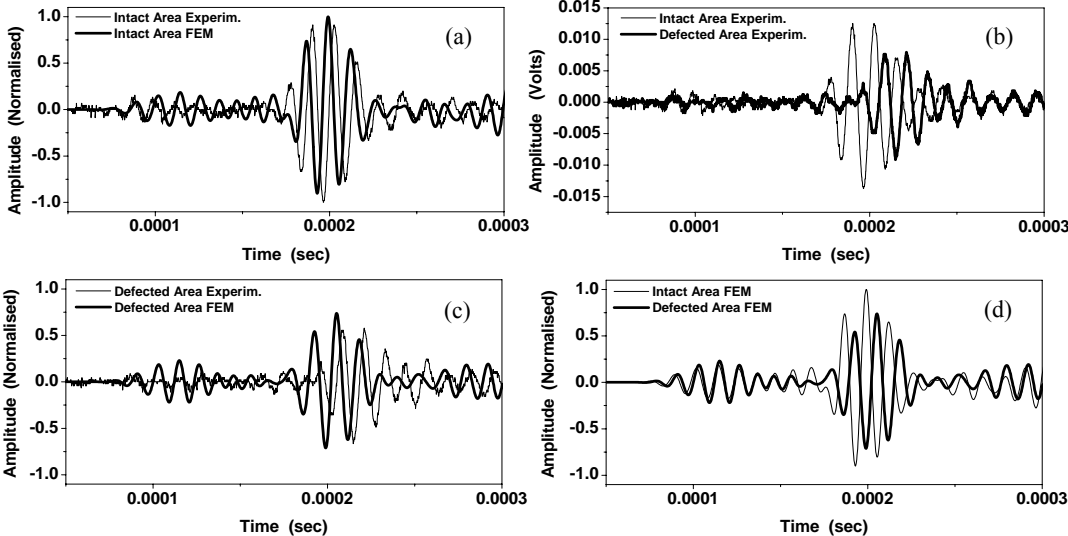 Intact Area Experim.
Intact Area FEM
(a)
1.0
0.5
0.0
-0.5
-1.0
Amplitude (Normalised)
0.0001
0.0002
0.0003
Time (sec)
Intact Area Experim.
Defected Area Experim.
(b)
0.015
0.010
0.005
0.000
-0.005
-0.010
-0.015
Amplitude (Volts)
0.0001
0.0002
0.0003
Time (sec)
Defected Area Experim.
Defected Area FEM
(c)
1.0
0.5
0.0
-0.5
-1.0
Amplitude (Normalised)
0.0001
0.0002
0.0003
Time (sec)
Intact Area FEM
Defected Area FEM
(d)
1.0
0.5
0.0
-0.5
-1.0
Amplitude (Normalised)
0.0001
0.0002
0.0003
Time (sec)